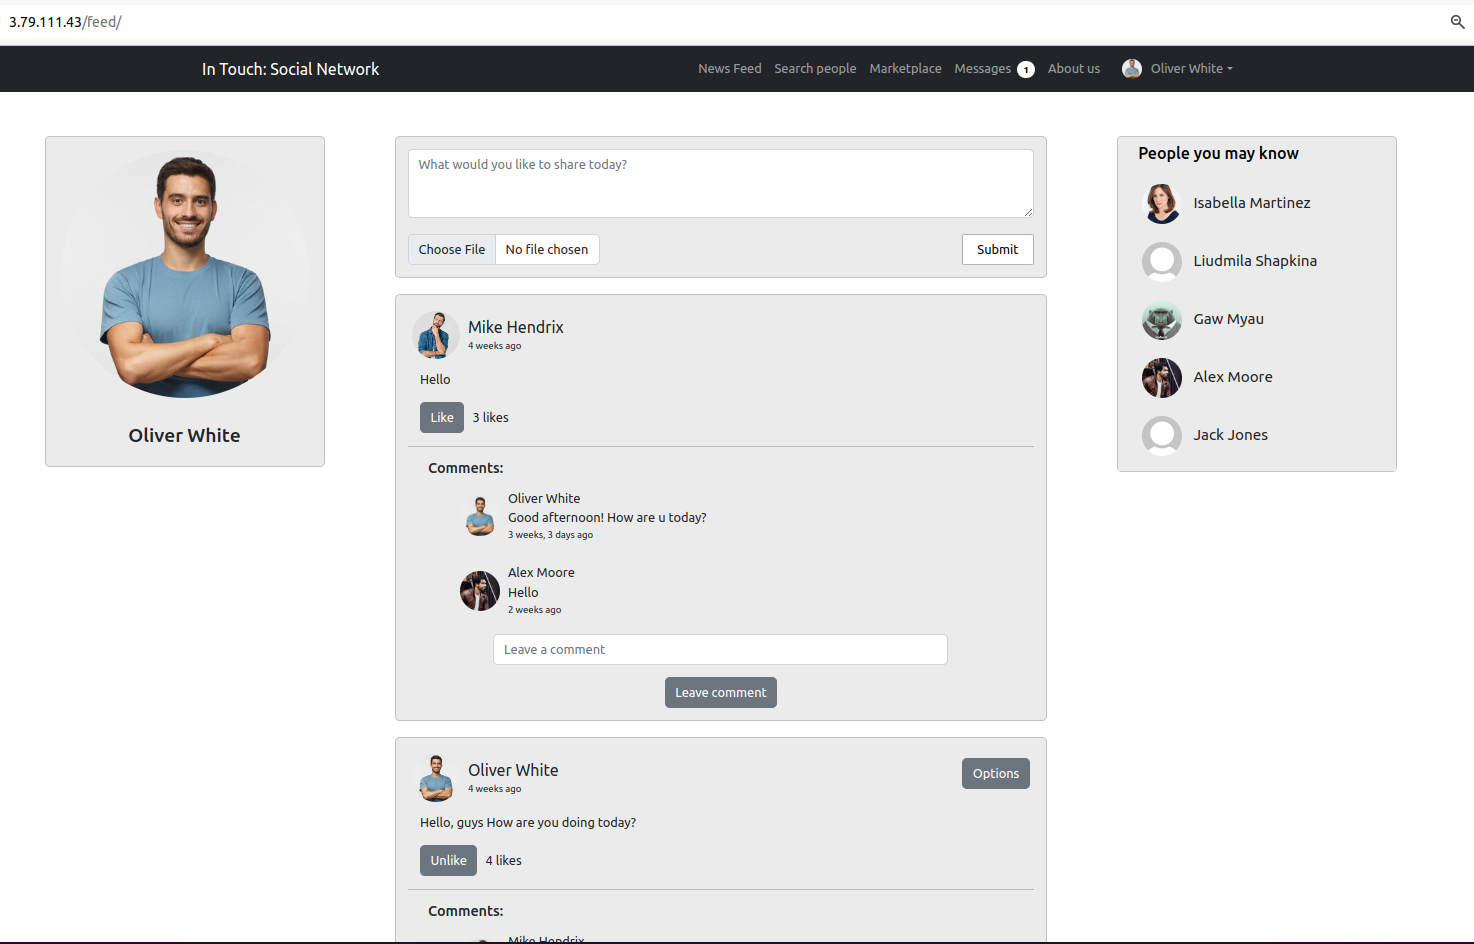 3.79.111.43/feed/
In Touch: Social Network
News Feed Search people Marketplace Messages 1 About us Oliver White
Oliver White
What would you like to share today?
Choose File No file chosen Submit
Mike Hendrix
4 weeks ago
Hello
Like 3 likes
Comments:
Oliver White
Good afternoon! How are u today?
3 weeks, 3 days ago
Alex Moore
Hello
2 weeks ago
Leave a comment
Leave comment
Oliver White
4 weeks ago
Options
Hello, guys How are you doing today?
Unlike 4 likes
Comments:
Mike Hendrix
People you may know
Isabella Martinez
Liudmila Shapkina
Gaw Myau
Alex Moore
Jack Jones